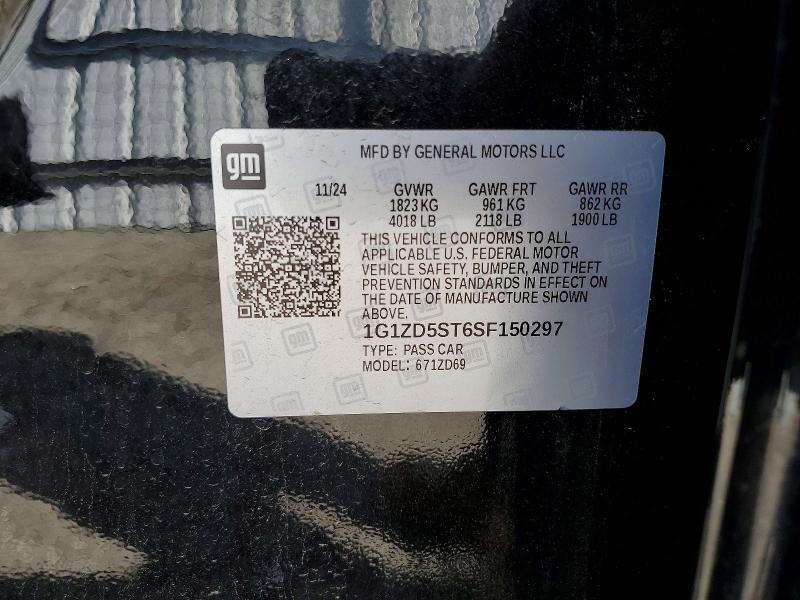 gm
MFD BY GENERAL MOTORS LLC
11/24 GVWR GAWR FRT GAWR RR
1823 KG 961 KG 862 KG
4018 LB 2118 LB 1900 LB
THIS VEHICLE CONFORMS TO ALL
APPLICABLE U.S. FEDERAL MOTOR
VEHICLE SAFETY, BUMPER, AND THEFT
PREVENTION STANDARDS IN EFFECT ON
THE DATE OF MANUFACTURE SHOWN
ABOVE.
1G1ZD5ST6SF150297
TYPE: PASS CAR
MODEL: 671ZD69